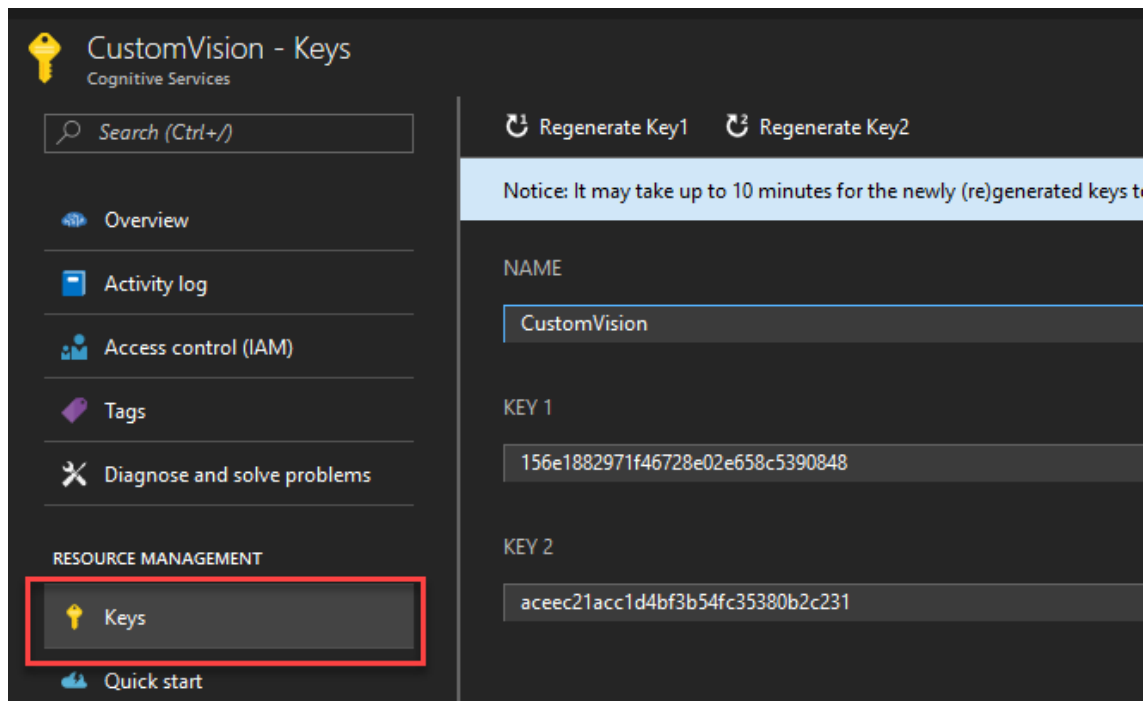 CustomVision - Keys
Cognitive Services
Search (Ctrl+/)
Overview
Activity log
Access control (IAM)
Tags
Diagnose and solve problems
RESOURCE MANAGEMENT
Keys
Quick start
Regenerate Key1 Regenerate Key2
Notice: It may take up to 10 minutes for the newly (re)generated keys
NAME
CustomVision
KEY 1
156e1882971f46728e02e658c5390848
KEY 2
aceec21acc1d4bf3b54fc35380b2c231